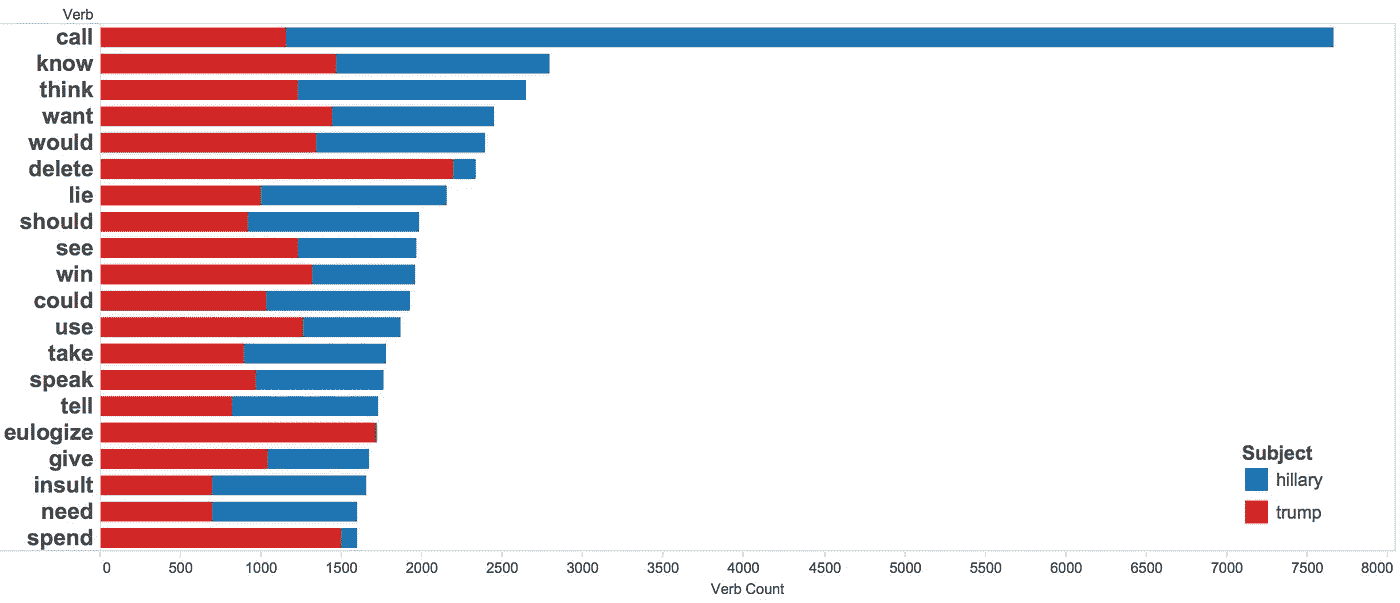 Verb
call
know
think
want
would
delete
lie
should
see
win
could
use
take
speak
tell
eulogize
give
insult
need
spend
Subject
hillary
trump
0 500 1000 1500 2000 2500 3000 3500 4000 4500 5000 5500 6000 6500 7000 7500 8000
Verb Count